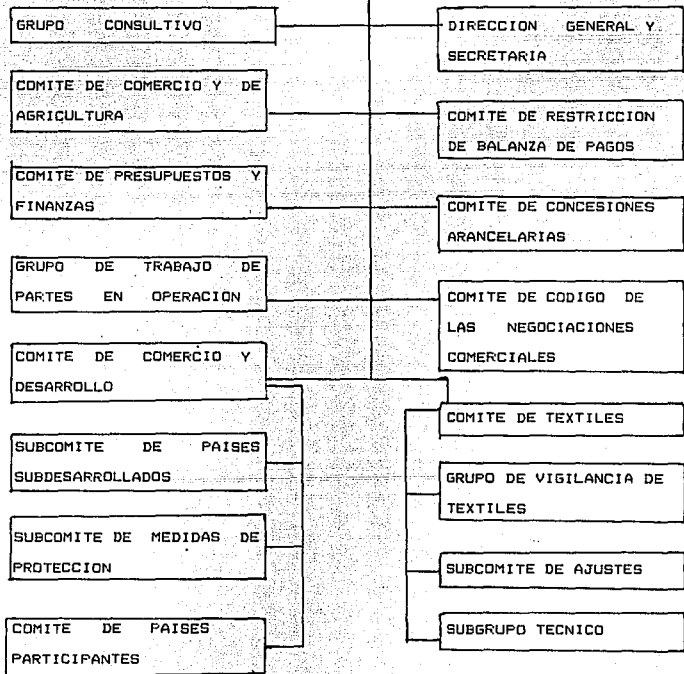 GRUPO CONSULTIVO
DIRECCION GENERAL Y
SECRETARIA
COMITE DE COMERCIO Y DE
AGRICULTURA
COMITE DE RESTRICCION
DE BALANZA DE PAGOS
COMITE DE PRESUPUESTOS Y
FINANZAS
COMITE DE CONCESIONES
ARANCELARIAS
GRUPO DE TRABAJO DE
PARTES EN OPERACION
COMITE DE CODIGO DE
LAS NEGOCIACIONES
COMERCIALES
COMITE DE COMERCIO Y
DESARROLLO
COMITE DE TEXTILES
SUBCOMITE DE PAISES
SUBDESARROLLADOS
GRUPO DE VIGILANCIA DE
TEXTILES
SUBCOMITE DE MEDIDAS DE
PROTECCION
SUBCOMITE DE AJUSTES
COMITE DE PAISES
PARTICIPANTES
SUBGRUPO TECNICO